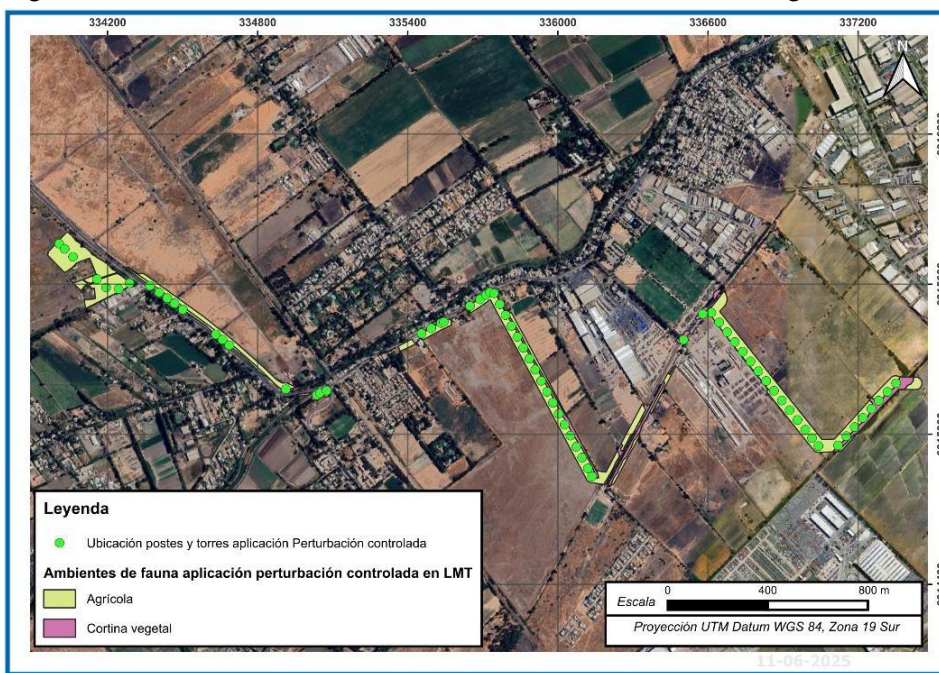 334200 334800 335400 336000 336600 337200
N
Leyenda
Ubicación postes y torres aplicación Perturbación controlada
Ambientes de fauna aplicación perturbación controlada en LMT
Agrícola
Cortina vegetal
0 400 800 m
Escala
Proyección UTM Datum WGS 84, Zona 19 Sur
11-06-2025